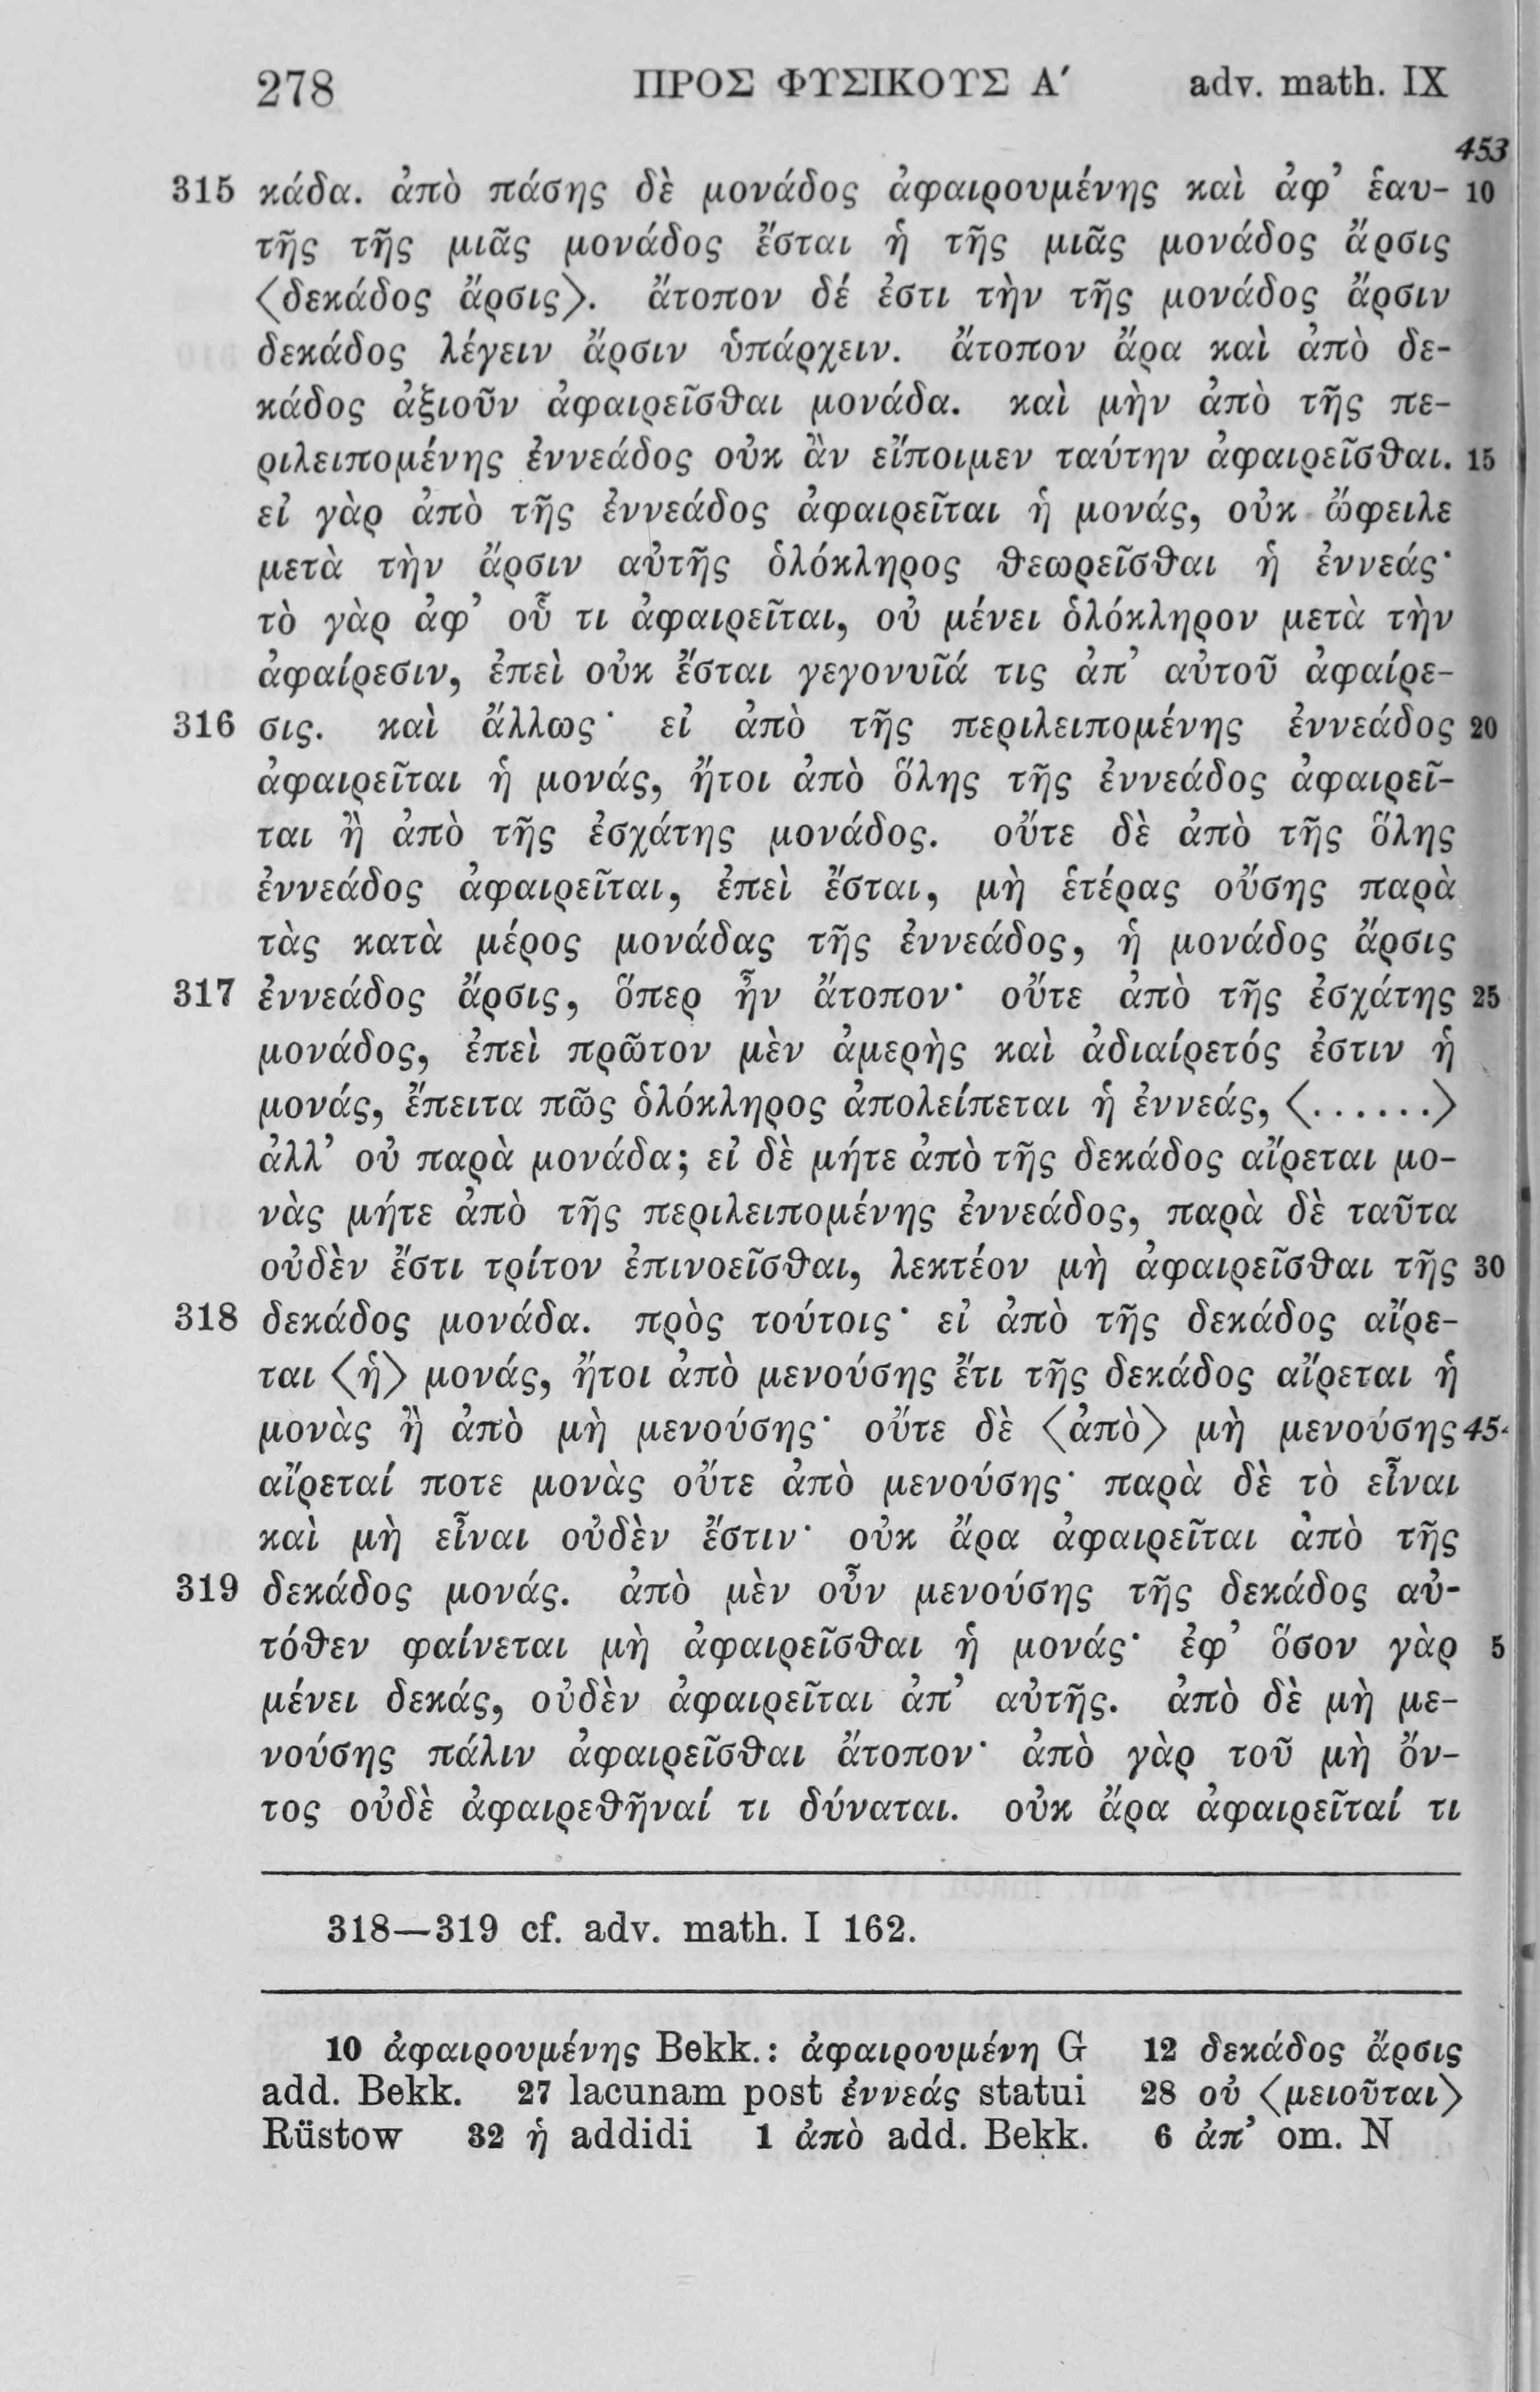 278 ΠΡΟΣ ΦΥΣΙΚΟΥΣ Α′ adv. math. IX
453
315 κάδα. ἀπὸ πάσης δὲ μονάδος ἀφαιρουμένης καὶ ἀφ’ ἑαυ- 10
τῆς τῆς μιᾶς μονάδος ἔσται ἡ τῆς μιᾶς μονάδος ἄρσις
⟨δεκάδος ἄρσις⟩. ἄτοπον δέ ἐστι τὴν τῆς μονάδος ἄρσιν
δεκάδος λέγειν ἄρσιν ὑπάρχειν. ἄτοπον ἄρα καὶ ἀπὸ δε-
κάδος ἀξιοῦν ἀφαιρεῖσθαι μονάδα. καὶ μὴν ἀπὸ τῆς πε-
ριλειπομένης ἐννεάδος οὐκ ἂν εἴποιμεν ταύτην ἀφαιρεῖσθαι. 15
εἰ γὰρ ἀπὸ τῆς ἐννεάδος ἀφαιρεῖται ἡ μονάς, οὐκ ὤφειλε
μετὰ τὴν ἄρσιν αὐτῆς ὁλόκληρος θεωρεῖσθαι ἡ ἐννεάς·
τὸ γὰρ ἀφ’ οὗ τι ἀφαιρεῖται, οὐ μένει ὁλόκληρον μετὰ τὴν
ἀφαίρεσιν, ἐπεὶ οὐκ ἔσται γεγονυῖά τις ἀπ’ αὐτοῦ ἀφαίρε-
316 σις. καὶ ἄλλως· εἰ ἀπὸ τῆς περιλειπομένης ἐννεάδος 20
ἀφαιρεῖται ἡ μονάς, ἤτοι ἀπὸ ὅλης τῆς ἐννεάδος ἀφαιρεῖ-
ται ἢ ἀπὸ τῆς ἐσχάτης μονάδος. οὔτε δὲ ἀπὸ τῆς ὅλης
ἐννεάδος ἀφαιρεῖται, ἐπεὶ ἔσται, μὴ ἑτέρας οὔσης παρὰ
τὰς κατὰ μέρος μονάδας τῆς ἐννεάδος, ἡ μονάδος ἄρσις
317 ἐννεάδος ἄρσις, ὅπερ ἦν ἄτοπον· οὔτε ἀπὸ τῆς ἐσχάτης 25
μονάδος, ἐπεὶ πρῶτον μὲν ἀμερὴς καὶ ἀδιαίρετός ἐστιν ἡ
μονάς, ἔπειτα πῶς ὁλόκληρος ἀπολείπεται ἡ ἐννεάς, ⟨......⟩
ἀλλ’ οὐ παρὰ μονάδα; εἰ δὲ μήτε ἀπὸ τῆς δεκάδος αἴρεται μο-
νὰς μήτε ἀπὸ τῆς περιλειπομένης ἐννεάδος, παρὰ δὲ ταῦτα
οὐδὲν ἔστι τρίτον ἐπινοεῖσθαι, λεκτέον μὴ ἀφαιρεῖσθαι τῆς 30
318 δεκάδος μονάδα. πρὸς τούτοις· εἰ ἀπὸ τῆς δεκάδος αἴρε-
ται ⟨ἡ⟩ μονάς, ἤτοι ἀπὸ μενούσης ἔτι τῆς δεκάδος αἴρεται ἡ
μονὰς ἢ ἀπὸ μὴ μενούσης· οὔτε δὲ ⟨ἀπὸ⟩ μὴ μενούσης 45
αἴρεταί ποτε μονὰς οὔτε ἀπὸ μενούσης· παρὰ δὲ τὸ εἶναι
καὶ μὴ εἶναι οὐδὲν ἔστιν· οὐκ ἄρα ἀφαιρεῖται ἀπὸ τῆς
319 δεκάδος μονάς. ἀπὸ μὲν οὖν μενούσης τῆς δεκάδος αὐ-
τόθεν φαίνεται μὴ ἀφαιρεῖσθαι ἡ μονάς· ἐφ’ ὅσον γὰρ 5
μένει δεκάς, οὐδὲν ἀφαιρεῖται ἀπ’ αὐτῆς. ἀπὸ δὲ μὴ με-
νούσης πάλιν ἀφαιρεῖσθαι ἄτοπον· ἀπὸ γὰρ τοῦ μὴ ὄν-
τος οὐδὲ ἀφαιρεθῆναί τι δύναται. οὐκ ἄρα ἀφαιρεῖταί τι
318—319 cf. adv. math. I 162.
10 ἀφαιρουμένης Bekk.: ἀφαιρουμένη G 12 δεκάδος ἄρσις
add. Bekk. 27 lacunam post ἐννεάς statui 28 οὐ ⟨μειοῦται⟩
Rüstow 32 ἡ addidi 1 ἀπὸ add. Bekk. 6 ἀπ’ om. N